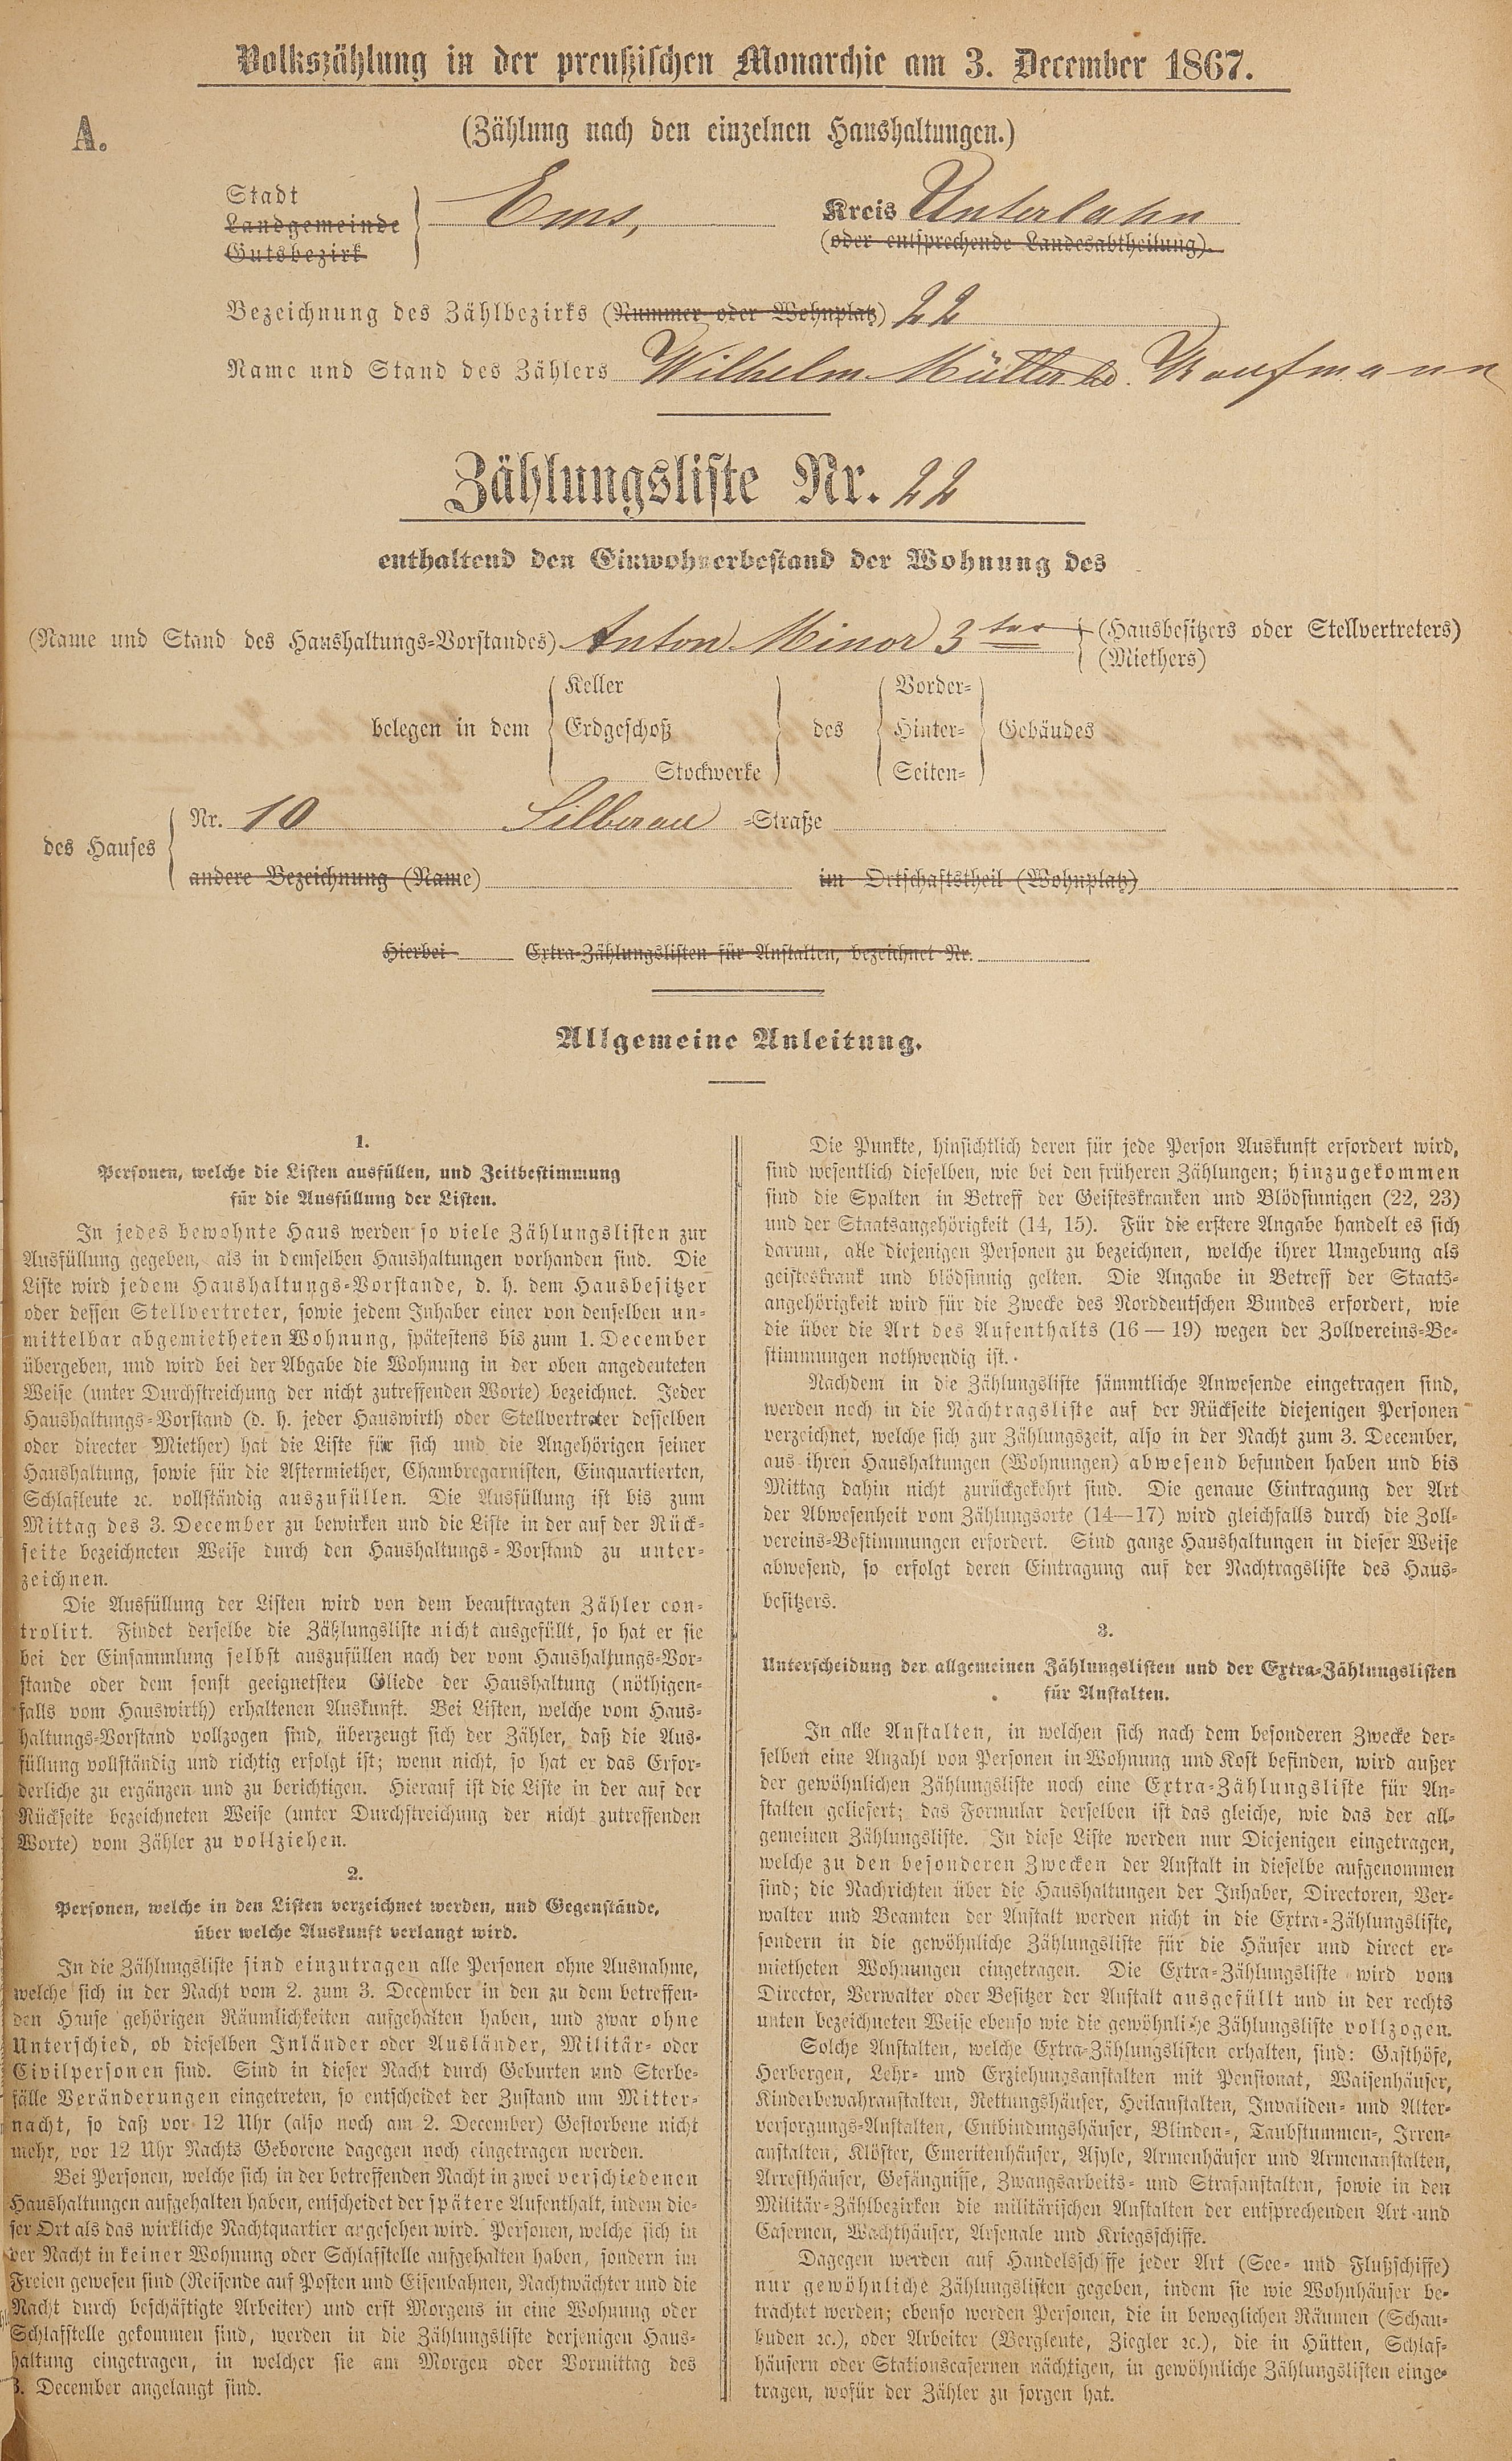 Volkszählung in der preußischen Monarchie am 3. December 1867.
A.
(Zählung nach den einzelnen Haushaltungen.)
Stadt
Landgemeinde
Gutsbezirk
Ems,
Kreis Unterlahn
(oder entsprechende Landesabtheilung).
Bezeichnung des Zählbezirks (Nummer oder Wohnplatz) 22
Name und Stand des Zählers Wilhelm Müller Kaufmann
Zählungsliste Nr. 22
enthaltend den Einwohnerbestand der Wohnung des
(Name und Stand des Haushaltungs-Vorstandes) Anton Minor 3ter (Hausbesitzers oder Stellvertreters)
(Miethers)
Keller Vorder-
belegen in dem Erdgeschoß des Hinter- Gebäudes
Stockwerke Seiten-
des Hauses
Nr. 10 Silberau -Straße
andere Bezeichnung (Name) im Ortschaftstheil (Wohnplatz)
Hierbei Extra-Zählungslisten für Anstalten, bezeichnet Nr.
Allgemeine Anleitung.
1.
Personen, welche die Listen ausfüllen, und Zeitbestimmung
für die Ausfüllung der Listen.
In jedes bewohnte Haus werden so viele Zählungslisten zur
Ausfüllung gegeben, als in demselben Haushaltungen vorhanden sind. Die
Liste wird jedem Haushaltungs-Vorstande, d. h. dem Hausbesitzer
oder dessen Stellvertreter, sowie jedem Inhaber einer von denselben un-
mittelbar abgemietheten Wohnung, spätestens bis zum 1. December
übergeben, und wird bei der Abgabe die Wohnung in der oben angedeuteten
Weise (unter Durchstreichung der nicht zutreffenden Worte) bezeichnet. Jeder
Haushaltungs-Vorstand (d. h. jeder Hauswirth oder Stellvertreter desselben
oder directer Miether) hat die Liste für sich und die Angehörigen seiner
Haushaltung, sowie für die Aftermiether, Chambregarnisten, Einquartierten,
Schlafleute ꝛc. vollständig auszufüllen. Die Ausfüllung ist bis zum
Mittag des 3. December zu bewirken und die Liste in der auf der Rück-
seite bezeichneten Weise durch den Haushaltungs-Vorstand zu unter-
zeichnen.
Die Ausfüllung der Listen wird von dem beauftragten Zähler con-
trolirt. Findet derselbe die Zählungsliste nicht ausgefüllt, so hat er sie
bei der Einsammlung selbst auszufüllen nach der vom Haushaltungs-Vor-
stande oder dem sonst geeignetsten Gliede der Haushaltung (nöthigen-
falls vom Hauswirth) erhaltenen Auskunft. Bei Listen, welche vom Haus-
haltungs-Vorstand vollzogen sind, überzeugt sich der Zähler, daß die Aus-
füllung vollständig und richtig erfolgt ist; wenn nicht, so hat er das Erfor-
derliche zu ergänzen und zu berichtigen. Hierauf ist die Liste in der auf der
Rückseite bezeichneten Weise (unter Durchstreichung der nicht zutreffenden
Worte) vom Zähler zu vollziehen.
2.
Personen, welche in den Listen verzeichnet werden, und Gegenstände,
über welche Auskunft verlangt wird.
In die Zählungsliste sind einzutragen alle Personen ohne Ausnahme,
welche sich in der Nacht vom 2. zum 3. December in den zu dem betreffen-
den Hause gehörigen Räumlichkeiten aufgehalten haben, und zwar ohne
Unterschied, ob dieselben Inländer oder Ausländer, Militär- oder
Civilpersonen sind. Sind in dieser Nacht durch Geburten und Sterbe-
fälle Veränderungen eingetreten, so entscheidet der Zustand um Mitter-
nacht, so daß vor 12 Uhr (also noch am 2. December) Gestorbene nicht
mehr, vor 12 Uhr Nachts Geborene dagegen noch eingetragen werden.
Bei Personen, welche sich in der betreffenden Nacht in zwei verschiedenen
Haushaltungen aufgehalten haben, entscheidet der spätere Aufenthalt, indem die-
ser Ort als das wirkliche Nachtquartier angesehen wird. Personen, welche sich in
der Nacht in keiner Wohnung oder Schlafstelle aufgehalten haben, sondern im
Freien gewesen sind (Reisende auf Posten und Eisenbahnen, Nachtwächter und die
Nacht durch beschäftigte Arbeiter) und erst Morgens in eine Wohnung oder
Schlafstelle gekommen sind, werden in die Zählungsliste derjenigen Haus-
haltung eingetragen, in welcher sie am Morgen oder Vormittag des
3. December angelangt sind.
Die Punkte, hinsichtlich deren für jede Person Auskunft erfordert wird,
sind wesentlich dieselben, wie bei den früheren Zählungen; hinzugekommen
sind die Spalten in Betreff der Geisteskranken und Blödsinnigen (22, 23)
und der Staatsangehörigkeit (14, 15). Für die erstere Angabe handelt es sich
darum, alle diejenigen Personen zu bezeichnen, welche ihrer Umgebung als
geisteskrank und blödsinnig gelten. Die Angabe in Betreff der Staats-
angehörigkeit wird für die Zwecke des Norddeutschen Bundes erfordert, wie
die über die Art des Aufenthalts (16 — 19) wegen der Zollvereins-Be-
stimmungen nothwendig ist.
Nachdem in die Zählungsliste sämmtliche Anwesende eingetragen sind,
werden noch in die Nachtragsliste auf der Rückseite diejenigen Personen
verzeichnet, welche sich zur Zählungszeit, also in der Nacht zum 3. December,
aus ihren Haushaltungen (Wohnungen) abwesend befunden haben und bis
Mittag dahin nicht zurückgekehrt sind. Die genaue Eintragung der Art
der Abwesenheit vom Zählungsorte (14—17) wird gleichfalls durch die Zoll-
vereins-Bestimmungen erfordert. Sind ganze Haushaltungen in dieser Weise
abwesend, so erfolgt deren Eintragung auf der Nachtragsliste des Haus-
besitzers.
3.
Unterscheidung der allgemeinen Zählungslisten und der Extra-Zählungslisten
für Anstalten.
In alle Anstalten, in welchen sich nach dem besonderen Zwecke der-
selben eine Anzahl von Personen in Wohnung und Kost befinden, wird außer
der gewöhnlichen Zählungsliste noch eine Extra-Zählungsliste für An-
stalten geliefert; das Formular derselben ist das gleiche, wie das der all-
gemeinen Zählungsliste. In diese Liste werden nur Diejenigen eingetragen,
welche zu den besonderen Zwecken der Anstalt in dieselbe aufgenommen
sind; die Nachrichten über die Haushaltungen der Inhaber, Directoren, Ver-
walter und Beamten der Anstalt werden nicht in die Extra-Zählungsliste,
sondern in die gewöhnliche Zählungsliste für die Häuser und direct er-
mietheten Wohnungen eingetragen. Die Extra-Zählungsliste wird vom
Director, Verwalter oder Besitzer der Anstalt ausgefüllt und in der rechts
unten bezeichneten Weise ebenso wie die gewöhnliche Zählungsliste vollzogen.
Solche Anstalten, welche Extra-Zählungslisten erhalten, sind: Gasthöfe,
Herbergen, Lehr- und Erziehungsanstalten mit Pensionat, Waisenhäuser,
Kinderbewahranstalten, Rettungshäuser, Heilanstalten, Invaliden- und Alter-
versorgungs-Anstalten, Entbindungshäuser, Blinden-, Taubstummen-, Irren-
anstalten, Klöster, Emeritenhäuser, Asyle, Armenhäuser und Armenanstalten,
Arresthäuser, Gefängnisse, Zwangsarbeits- und Strafanstalten, sowie in den
Militär-Zählbezirken die militärischen Anstalten der entsprechenden Art und
Casernen, Wachthäuser, Arsenale und Kriegsschiffe.
Dagegen werden auf Handelsschiffe jeder Art (See- und Flußschiffe)
nur gewöhnliche Zählungslisten gegeben, indem sie wie Wohnhäuser be-
trachtet werden; ebenso werden Personen, die in beweglichen Räumen (Schau-
buden ꝛc.), oder Arbeiter (Bergleute, Ziegler ꝛc.), die in Hütten, Schlaf-
häusern oder Stationscasernen nächtigen, in gewöhnliche Zählungslisten einge-
tragen, wofür der Zähler zu sorgen hat.